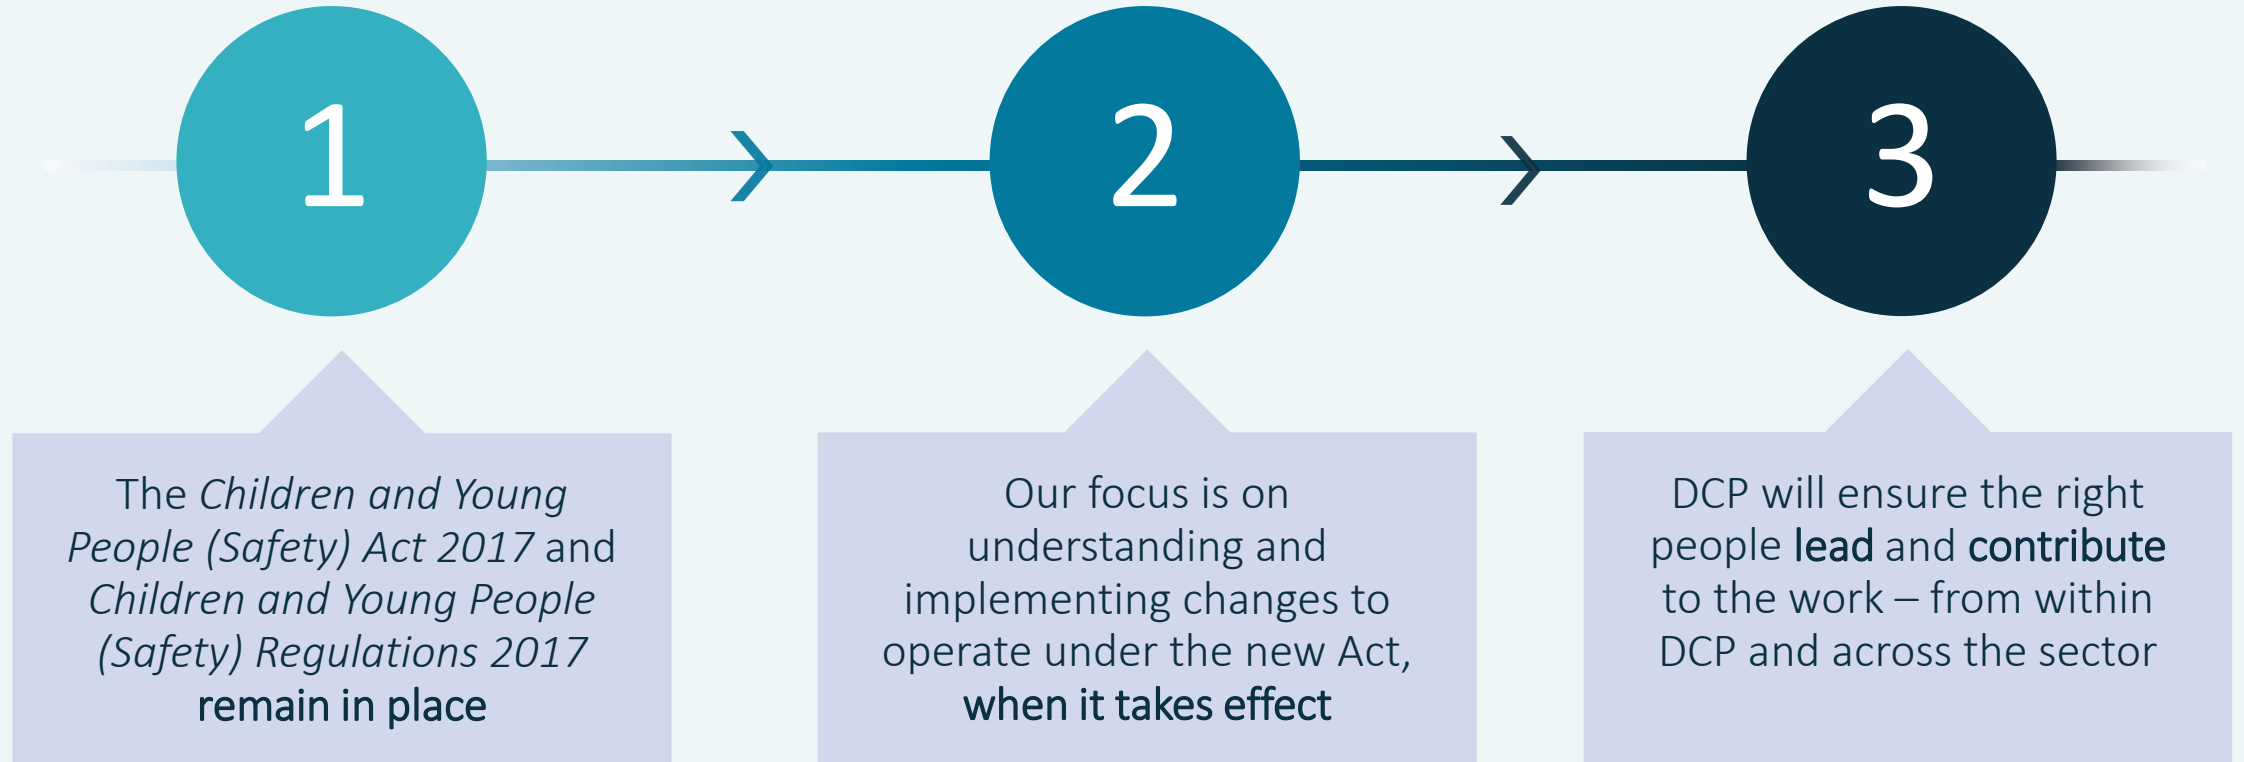 1
2
3
The Children and Young
People (Safety) Act 2017 and
Children and Young People
(Safety) Regulations 2017
remain in place
Our focus is on
understanding and
implementing changes to
operate under the new Act,
when it takes effect
DCP will ensure the right
people lead and contribute
to the work – from within
DCP and across the sector